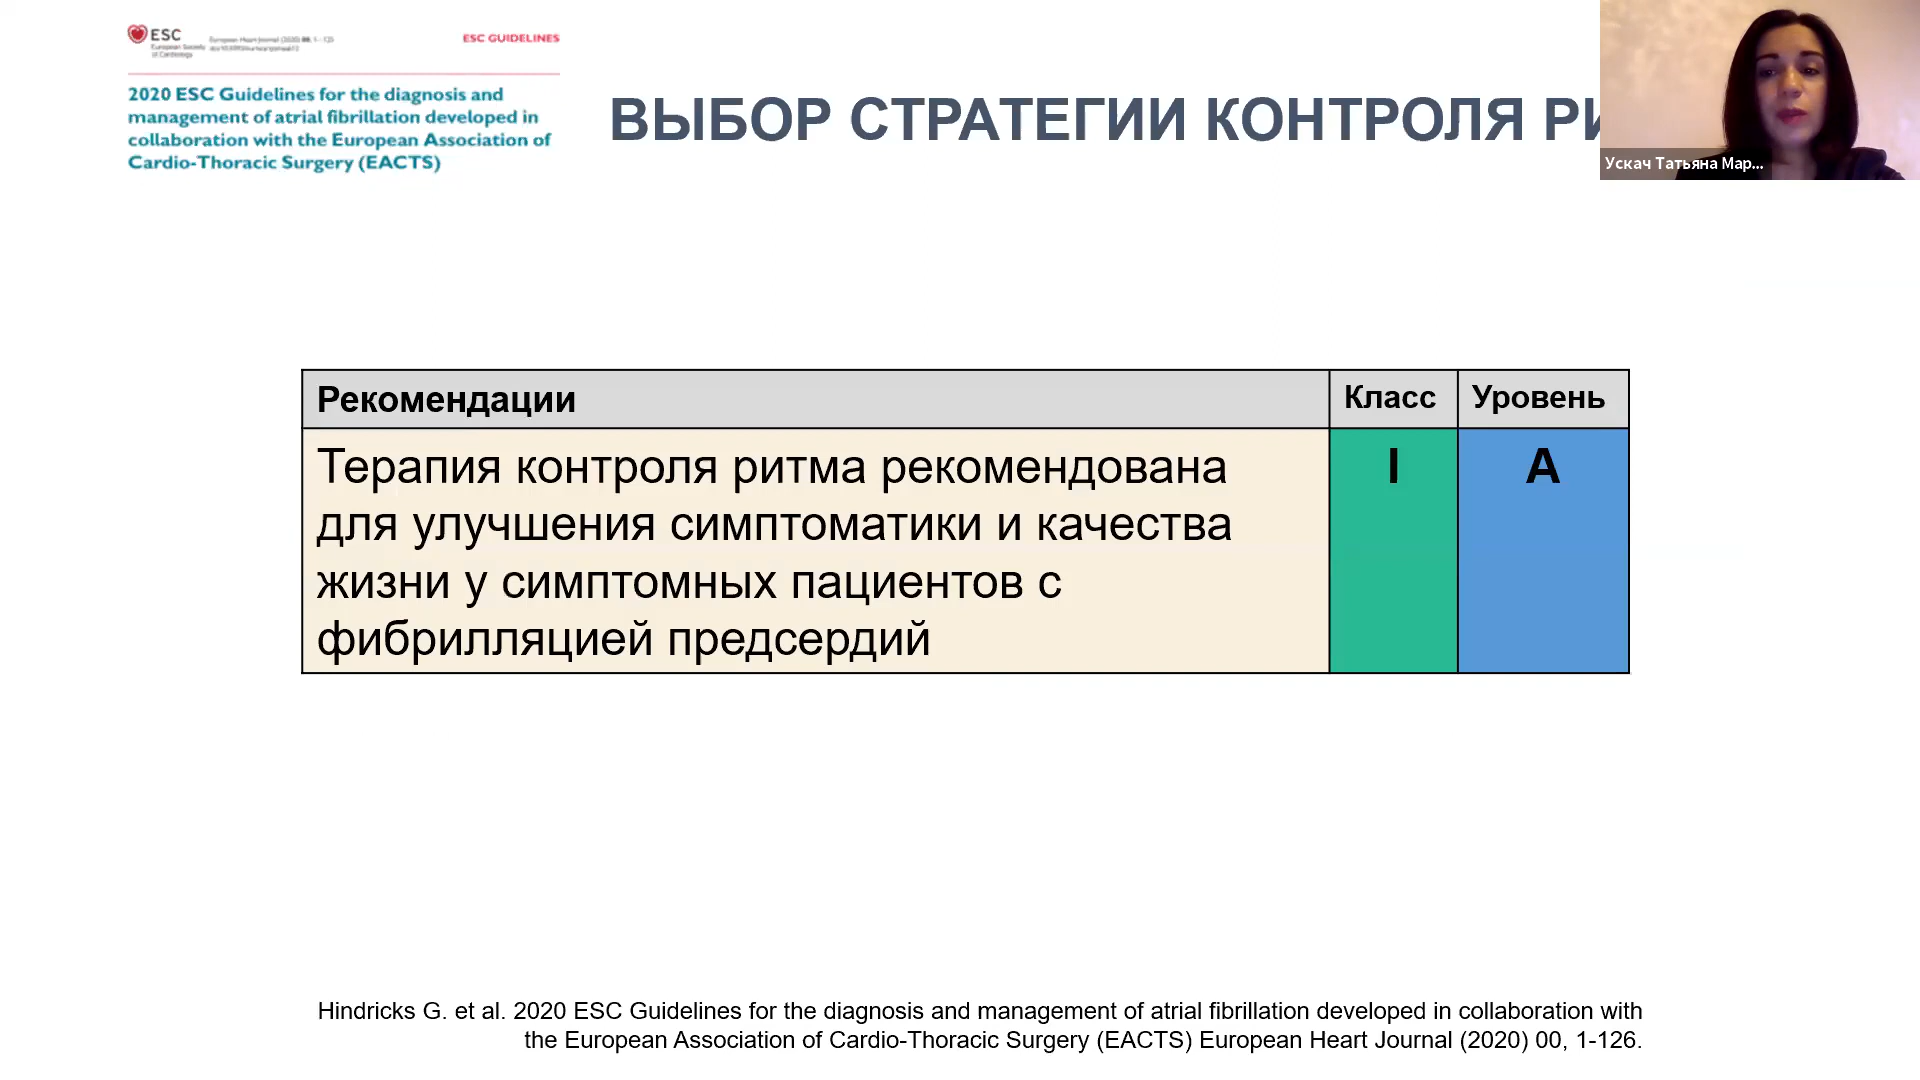 ESC
European Society
of Cardiology
ESC GUIDELINES
2020 ESC Guidelines for the diagnosis and
management of atrial fibrillation developed in
collaboration with the European Association of
Cardio-Thoracic Surgery (EACTS)
ВЫБОР СТРАТЕГИИ КОНТРОЛЯ РИ
Ускач Татьяна Мар...
Рекомендации Класс Уровень
Терапия контроля ритма рекомендована I A
для улучшения симптоматики и качества
жизни у симптомных пациентов с
фибрилляцией предсердий
Hindricks G. et al. 2020 ESC Guidelines for the diagnosis and management of atrial fibrillation developed in collaboration with
the European Association of Cardio-Thoracic Surgery (EACTS) European Heart Journal (2020) 00, 1-126.